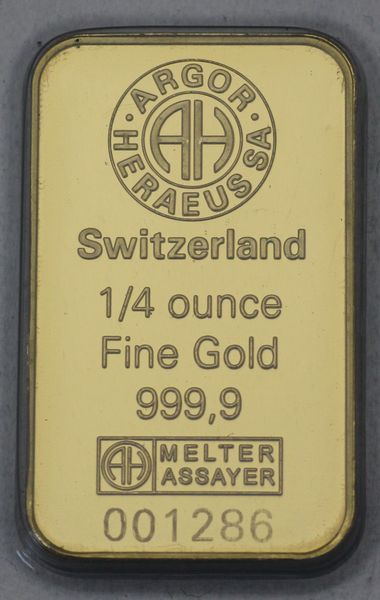 ·ARGOR·
HERAEUS SA
AH
Switzerland
1/4 ounce
Fine Gold
999,9
AH MELTER
ASSAYER
001286